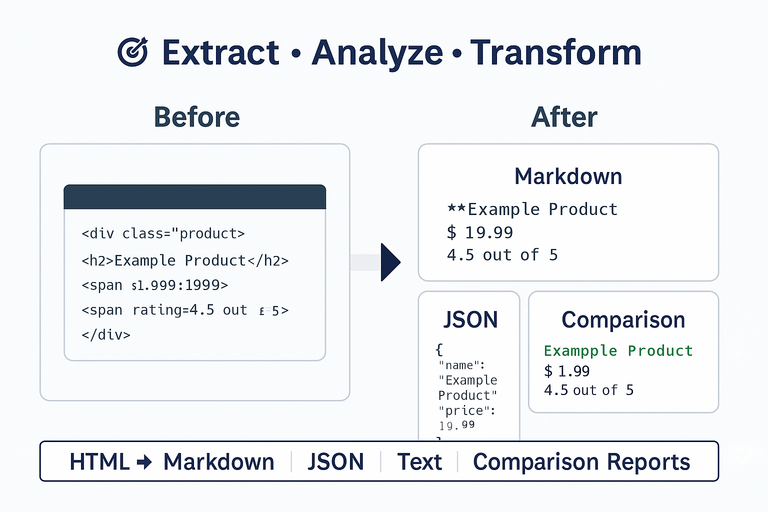 Extract • Analyze • Transform
Before
<div class="product>
<h2>Example Product</h2>
<span $1.999:1999>
<span rating=4.5 out £ 5>
</div>
After
Markdown
**Example Product
$ 19.99
4.5 out of 5
JSON
{
"name":
"Example
Product"
"price":
19.99
Comparison
Exampple Product
$ 1.99
4.5 out of 5
HTML → Markdown | JSON | Text | Comparison Reports